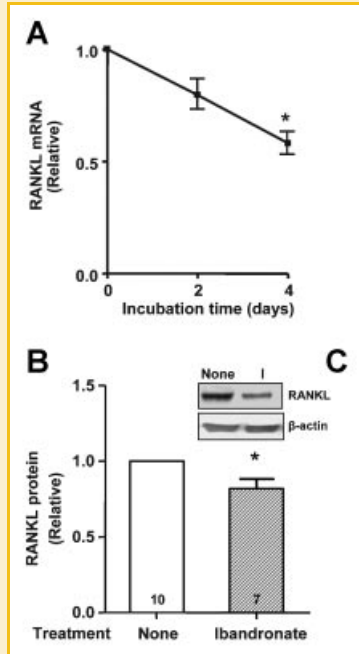 A
RANKL mRNA
(Relative)
1.0
0.5
0.0
*
0 2 4
Incubation time (days)
B
C
RANKL protein
(Relative)
1.5
1.0
0.5
0.0
None I
RANKL
β-actin
*
10 7
Treatment None Ibandronate